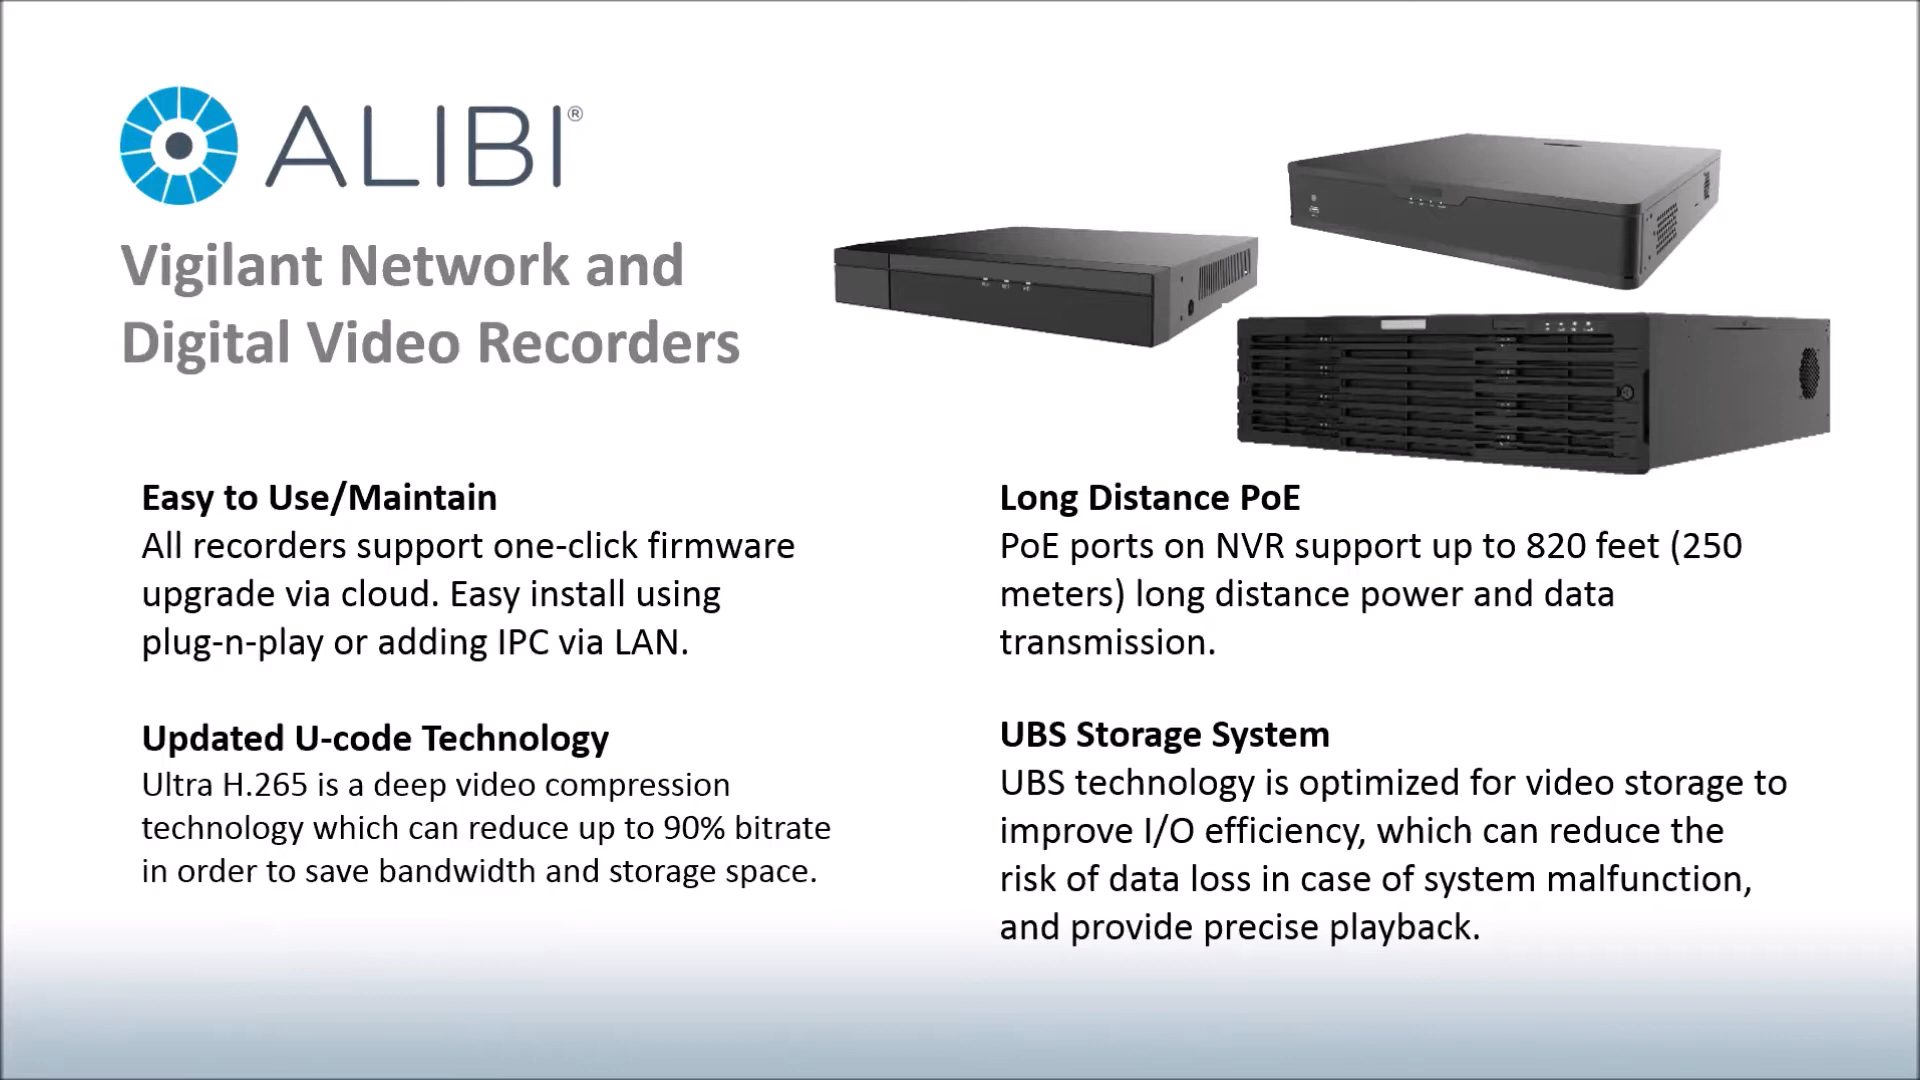 ALIBI®
Vigilant Network and
Digital Video Recorders
Easy to Use/Maintain
All recorders support one-click firmware
upgrade via cloud. Easy install using
plug-n-play or adding IPC via LAN.
Updated U-code Technology
Ultra H.265 is a deep video compression
technology which can reduce up to 90% bitrate
in order to save bandwidth and storage space.
Long Distance PoE
PoE ports on NVR support up to 820 feet (250
meters) long distance power and data
transmission.
UBS Storage System
UBS technology is optimized for video storage to
improve I/O efficiency, which can reduce the
risk of data loss in case of system malfunction,
and provide precise playback.